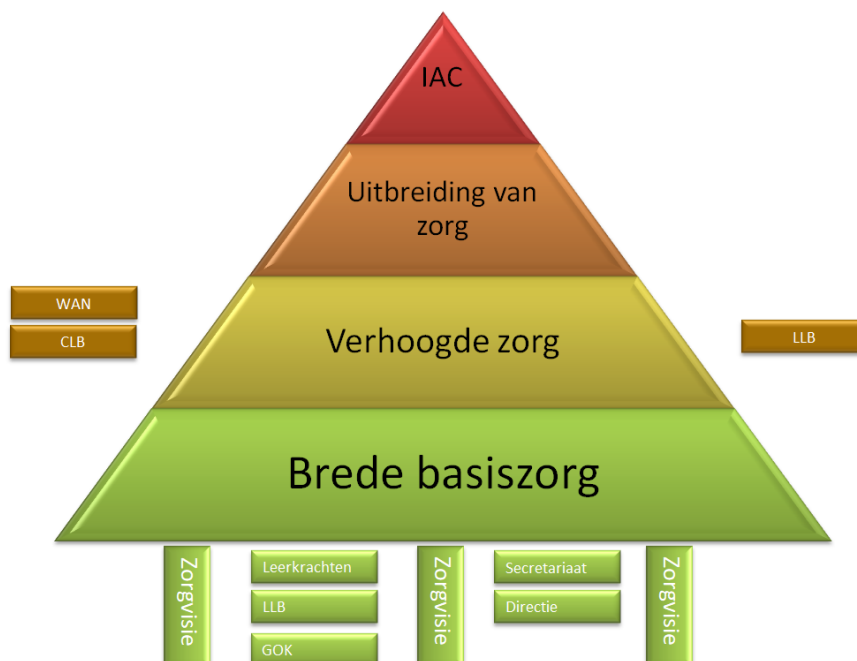 IAC
Uitbreiding van
zorg
WAN
CLB
Verhoogde zorg
LLB
Brede basiszorg
Zorgvisie
Leerkrachten
LLB
GOK
Zorgvisie
Secretariaat
Directie
Zorgvisie